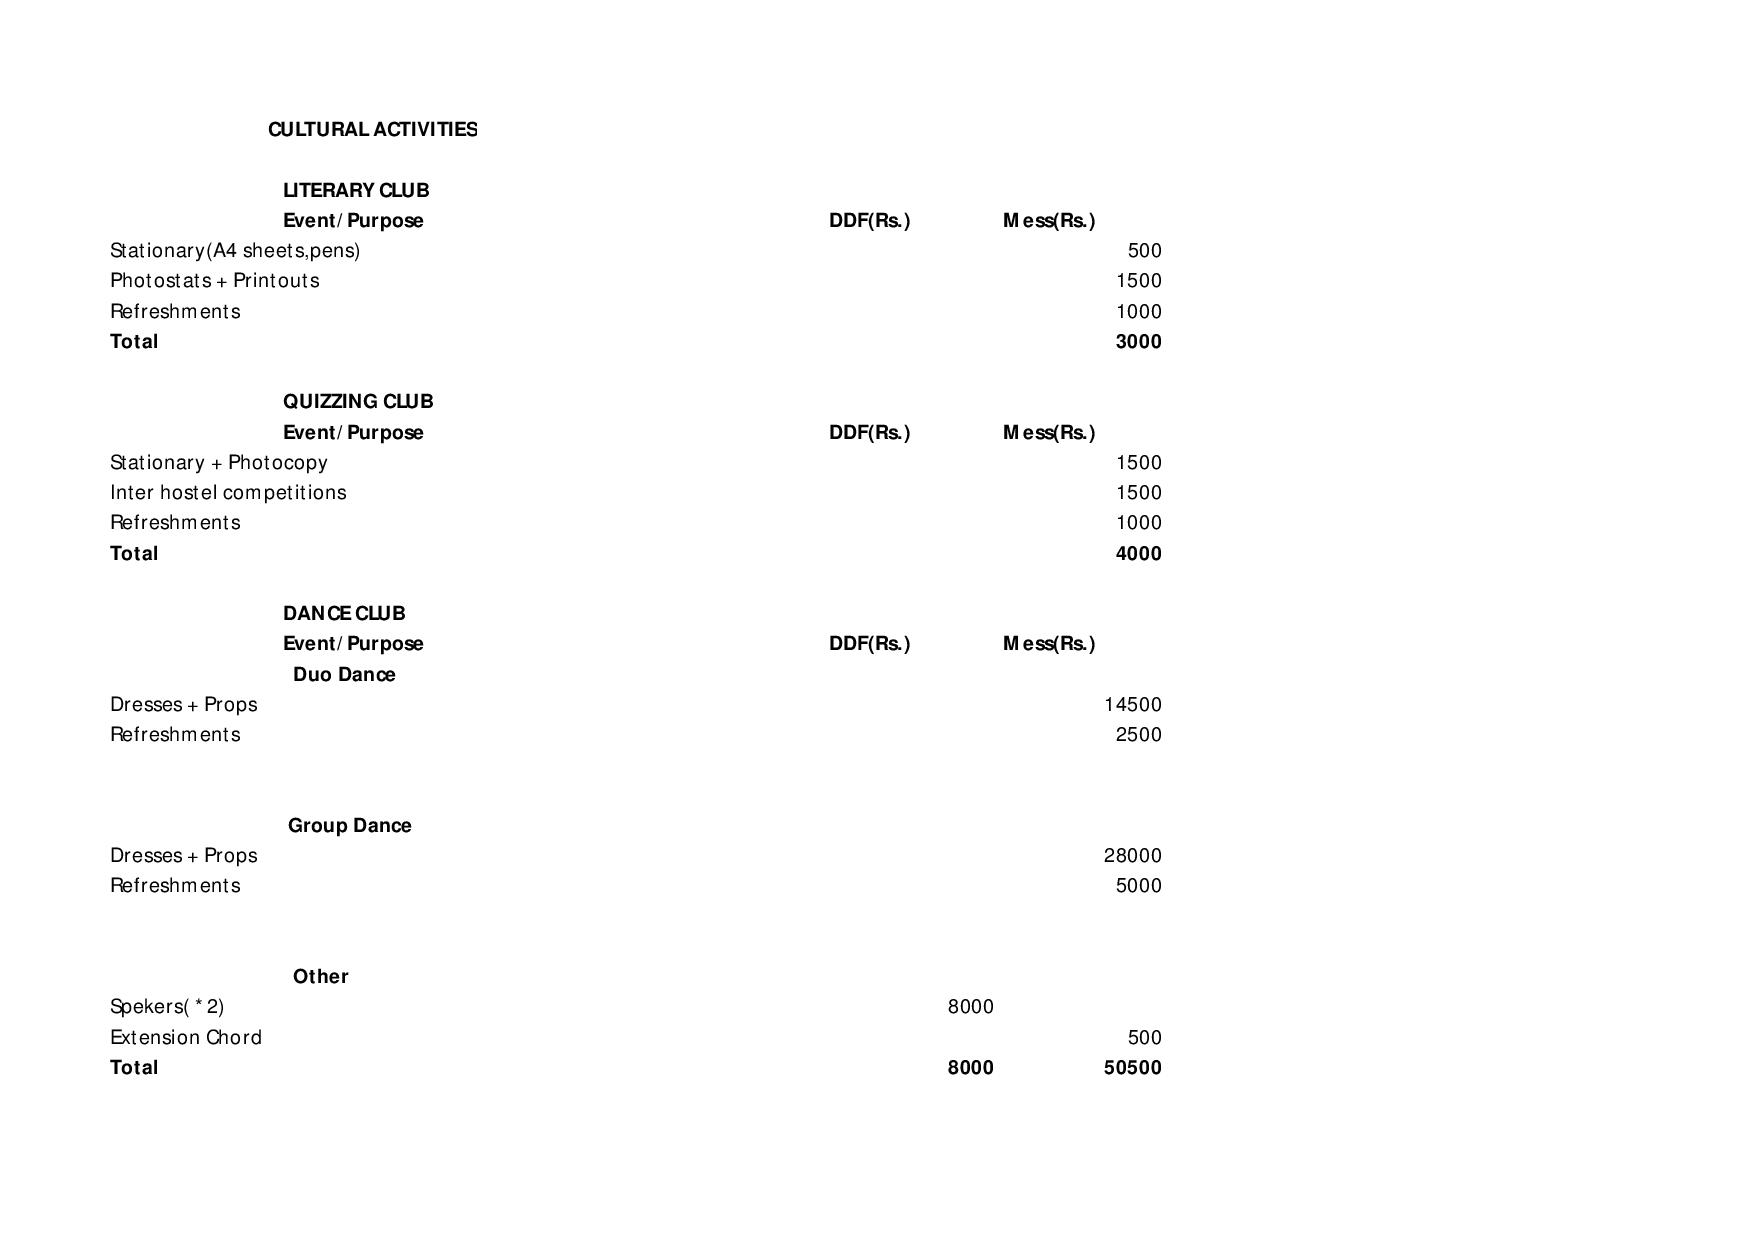 CULTURAL ACTIVITIES
LITERARY CLUB
Event/ Purpose DDF(Rs.) Mess(Rs.)
Stationary(A4 sheets,pens) 500
Photostats + Printouts 1500
Refreshments 1000
Total 3000
QUIZZING CLUB
Event/ Purpose DDF(Rs.) Mess(Rs.)
Stationary + Photocopy 1500
Inter hostel competitions 1500
Refreshments 1000
Total 4000
DANCE CLUB
Event/ Purpose DDF(Rs.) Mess(Rs.)
Duo Dance
Dresses + Props 14500
Refreshments 2500
Group Dance
Dresses + Props 28000
Refreshments 5000
Other
Spekers( * 2) 8000
Extension Chord 500
Total 8000 50500